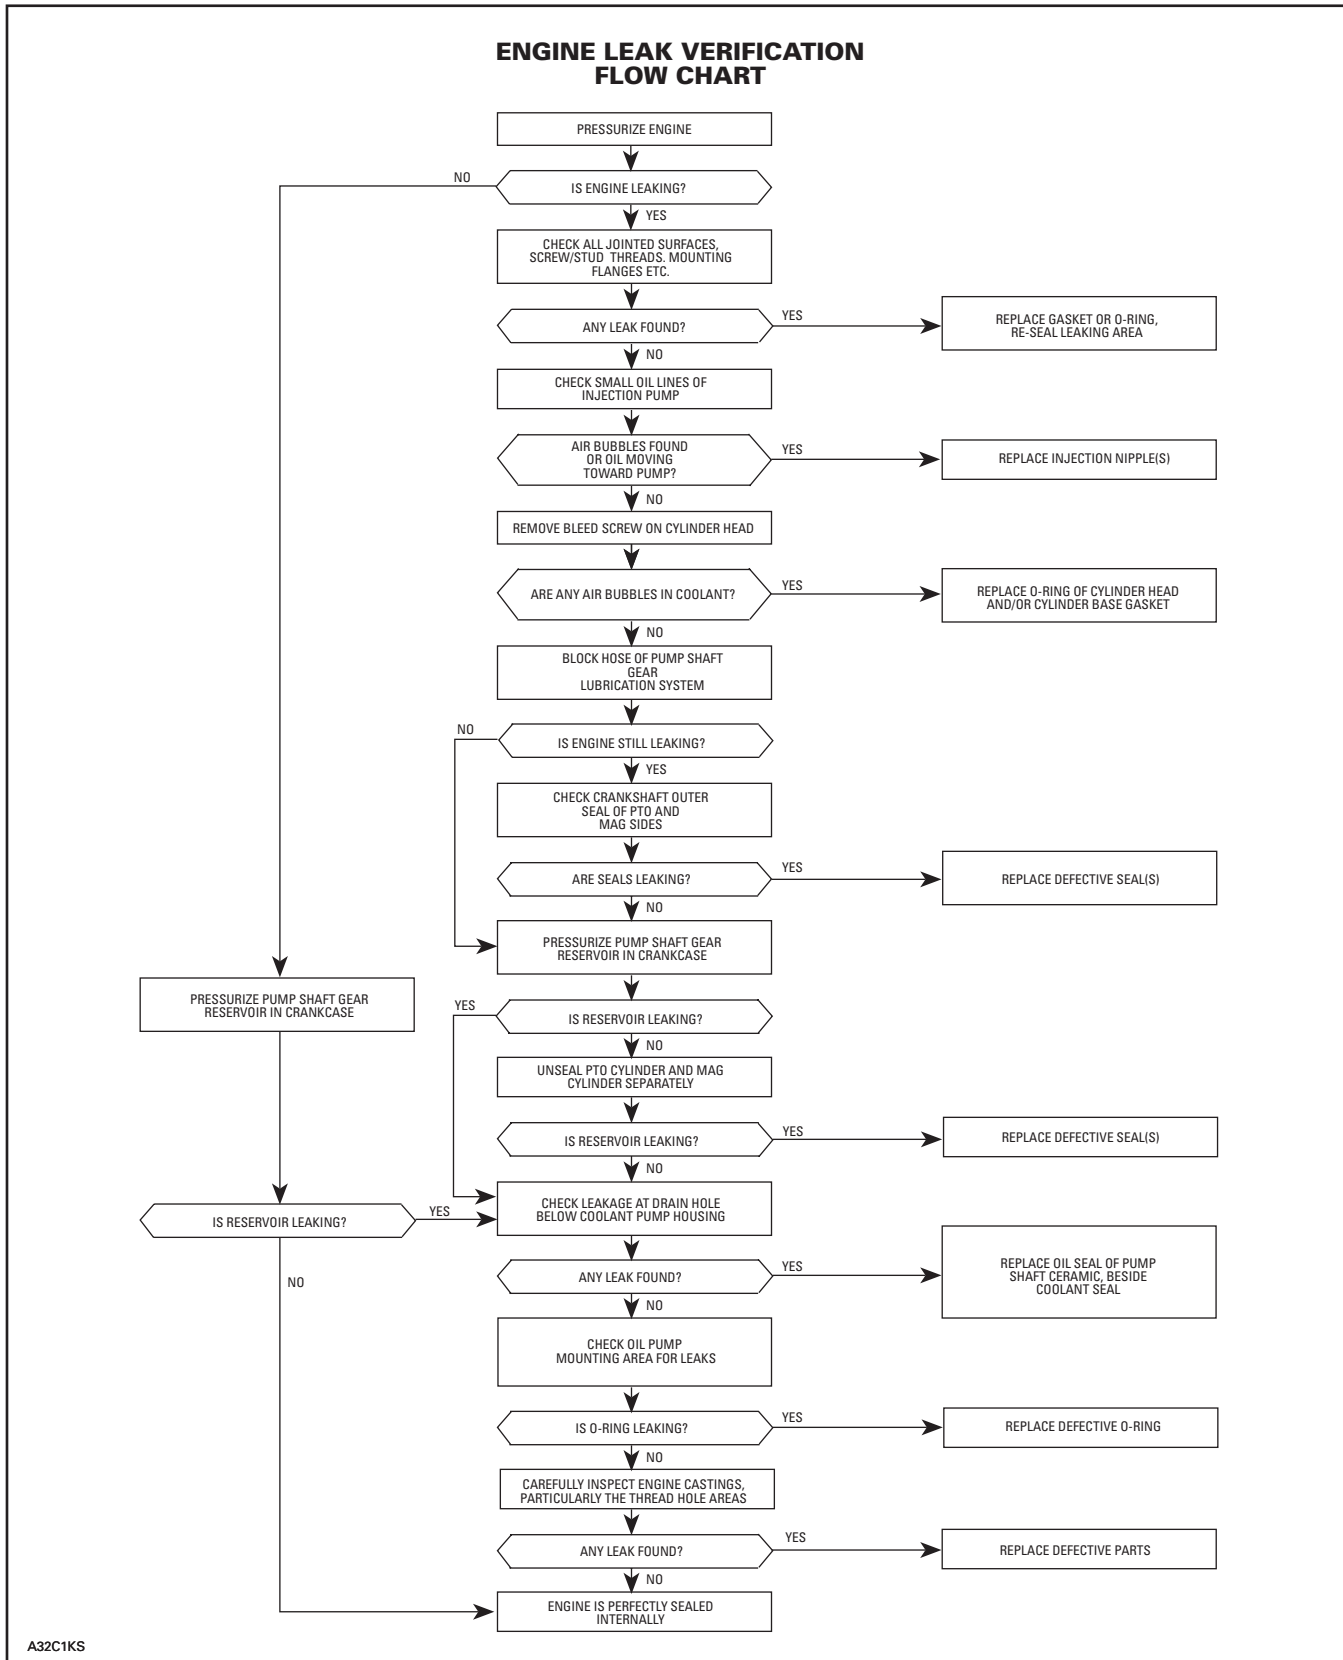 ENGINE LEAK VERIFICATION
FLOW CHART
PRESSURIZE ENGINE
NO
IS ENGINE LEAKING?
YES
CHECK ALL JOINTED SURFACES,
SCREW/STUD THREADS. MOUNTING
FLANGES ETC.
ANY LEAK FOUND?
YES
REPLACE GASKET OR O-RING,
RE-SEAL LEAKING AREA
NO
CHECK SMALL OIL LINES OF
INJECTION PUMP
AIR BUBBLES FOUND
OR OIL MOVING
TOWARD PUMP?
YES
REPLACE INJECTION NIPPLE(S)
NO
REMOVE BLEED SCREW ON CYLINDER HEAD
ARE ANY AIR BUBBLES IN COOLANT?
YES
REPLACE O-RING OF CYLINDER HEAD
AND/OR CYLINDER BASE GASKET
NO
BLOCK HOSE OF PUMP SHAFT
GEAR
LUBRICATION SYSTEM
NO
IS ENGINE STILL LEAKING?
YES
CHECK CRANKSHAFT OUTER
SEAL OF PTO AND
MAG SIDES
ARE SEALS LEAKING?
YES
REPLACE DEFECTIVE SEAL(S)
NO
PRESSURIZE PUMP SHAFT GEAR
RESERVOIR IN CRANKCASE
PRESSURIZE PUMP SHAFT GEAR
RESERVOIR IN CRANKCASE
YES
IS RESERVOIR LEAKING?
NO
UNSEAL PTO CYLINDER AND MAG
CYLINDER SEPARATELY
IS RESERVOIR LEAKING?
YES
REPLACE DEFECTIVE SEAL(S)
NO
CHECK LEAKAGE AT DRAIN HOLE
BELOW COOLANT PUMP HOUSING
IS RESERVOIR LEAKING?
YES
NO
ANY LEAK FOUND?
YES
REPLACE OIL SEAL OF PUMP
SHAFT CERAMIC, BESIDE
COOLANT SEAL
NO
CHECK OIL PUMP
MOUNTING AREA FOR LEAKS
IS O-RING LEAKING?
YES
REPLACE DEFECTIVE O-RING
NO
CAREFULLY INSPECT ENGINE CASTINGS,
PARTICULARLY THE THREAD HOLE AREAS
ANY LEAK FOUND?
YES
REPLACE DEFECTIVE PARTS
NO
ENGINE IS PERFECTLY SEALED
INTERNALLY
A32C1KS